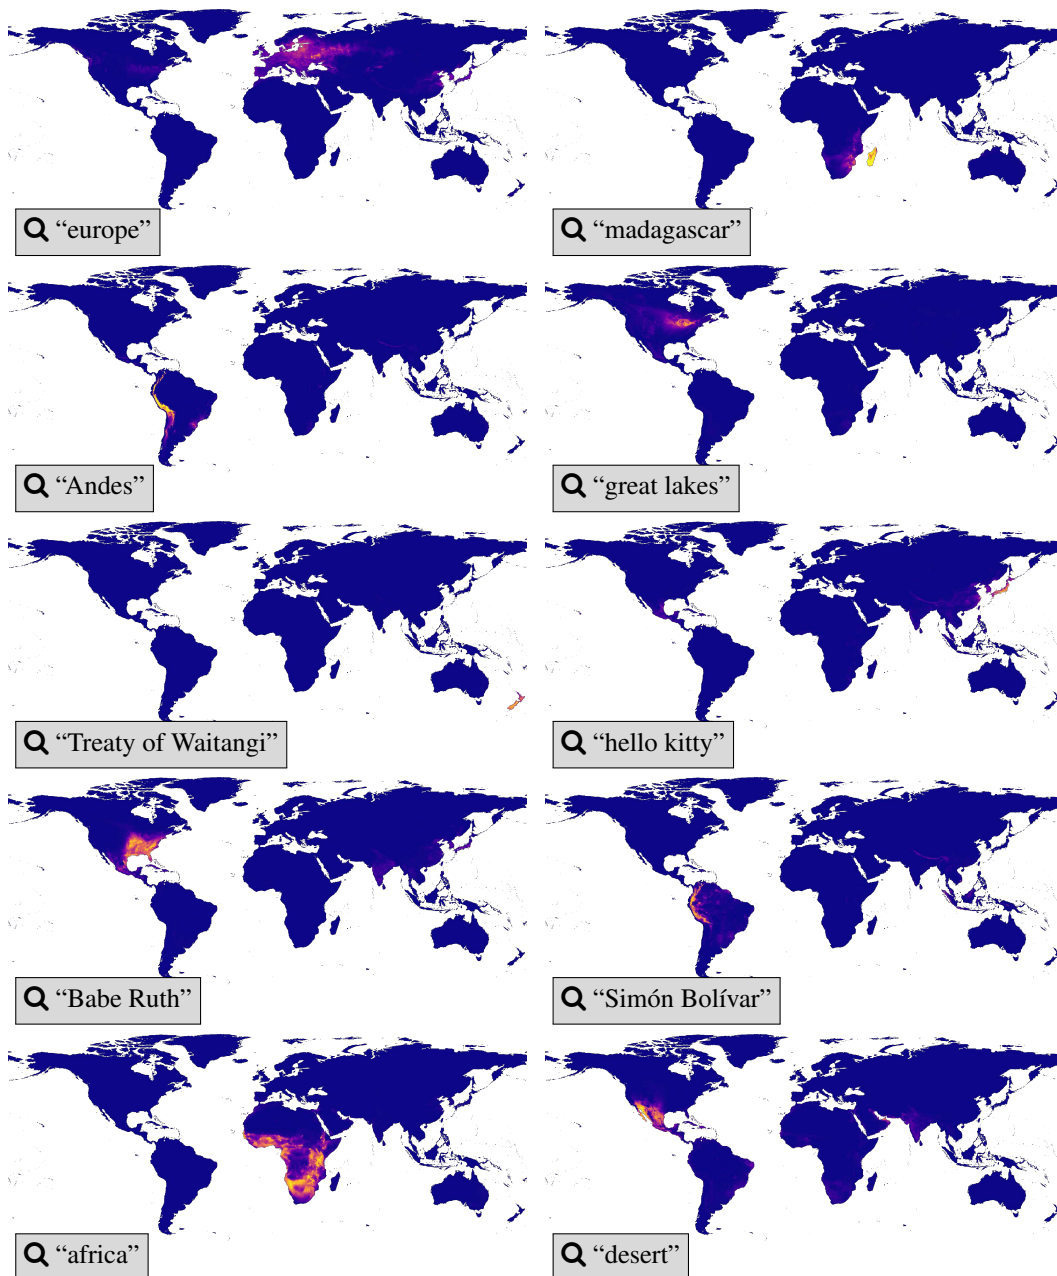 “europe”
“madagascar”
“Andes”
“great lakes”
“Treaty of Waitangi”
“hello kitty”
“Babe Ruth”
“Simón Bolívar”
“africa”
“desert”